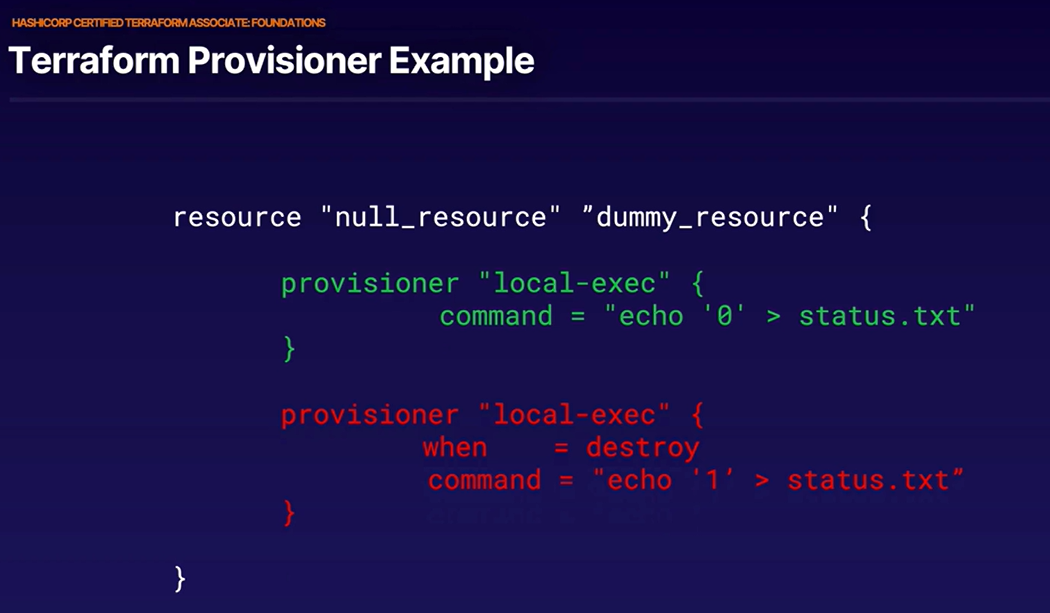 HASHICORP CERTIFIED TERRAFORM ASSOCIATE: FOUNDATIONS
Terraform Provisioner Example
resource "null_resource" ”dummy_resource" {
provisioner "local-exec" {
command = "echo '0' > status.txt"
}
provisioner "local-exec" {
when = destroy
command = "echo '1’ > status.txt”
}
}